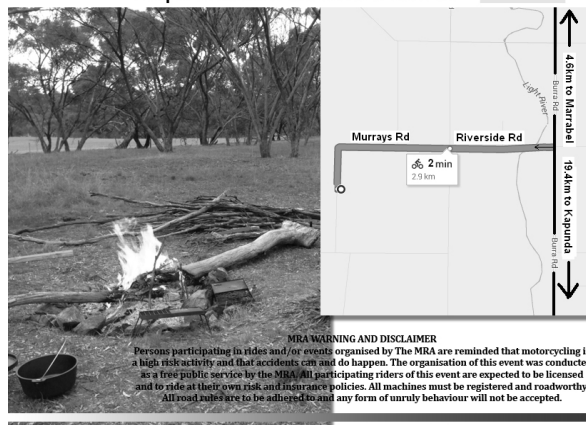 4.6km to Marrabel
Light River
Burra Rd
Murrays Rd
Riverside Rd
2 min
2.9 km
19.4km to Kapunda
Burra Rd
MRA WARNING AND DISCLAIMER
Persons participating in rides and/or events organised by The MRA are reminded that motorcycling i
a high risk activity and that accidents can and do happen. The organisation of this event was conducte
as a free public service by the MRA. All participating riders of this event are expected to be licensed
and to ride at their own risk and insurance policies. All machines must be registered and roadworthy
All road rules are to be adhered to and any form of unruly behaviour will not be accepted.